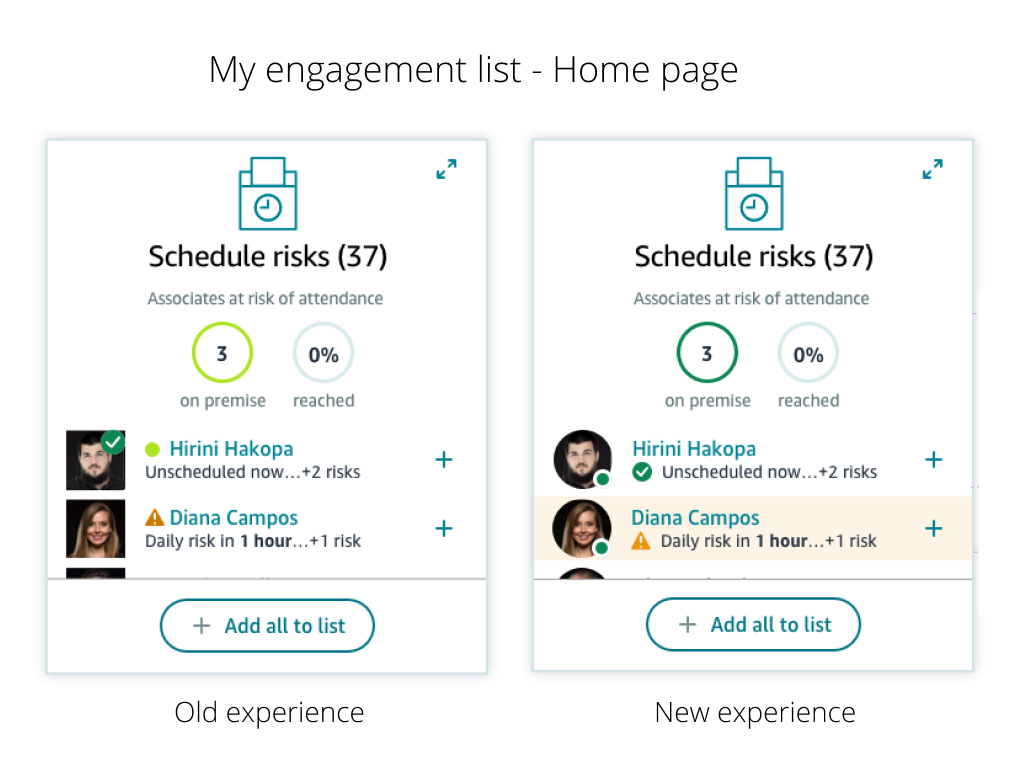 My engagement list - Home page
Schedule risks (37)
Associates at risk of attendance
3
0%
on premise
reached
Hirini Hakopa
Unscheduled now...+2 risks
Diana Campos
Daily risk in 1 hour...+1 risk
+ Add all to list
Old experience
Schedule risks (37)
Associates at risk of attendance
3
0%
on premise
reached
Hirini Hakopa
Unscheduled now...+2 risks
Diana Campos
Daily risk in 1 hour...+1 risk
+ Add all to list
New experience